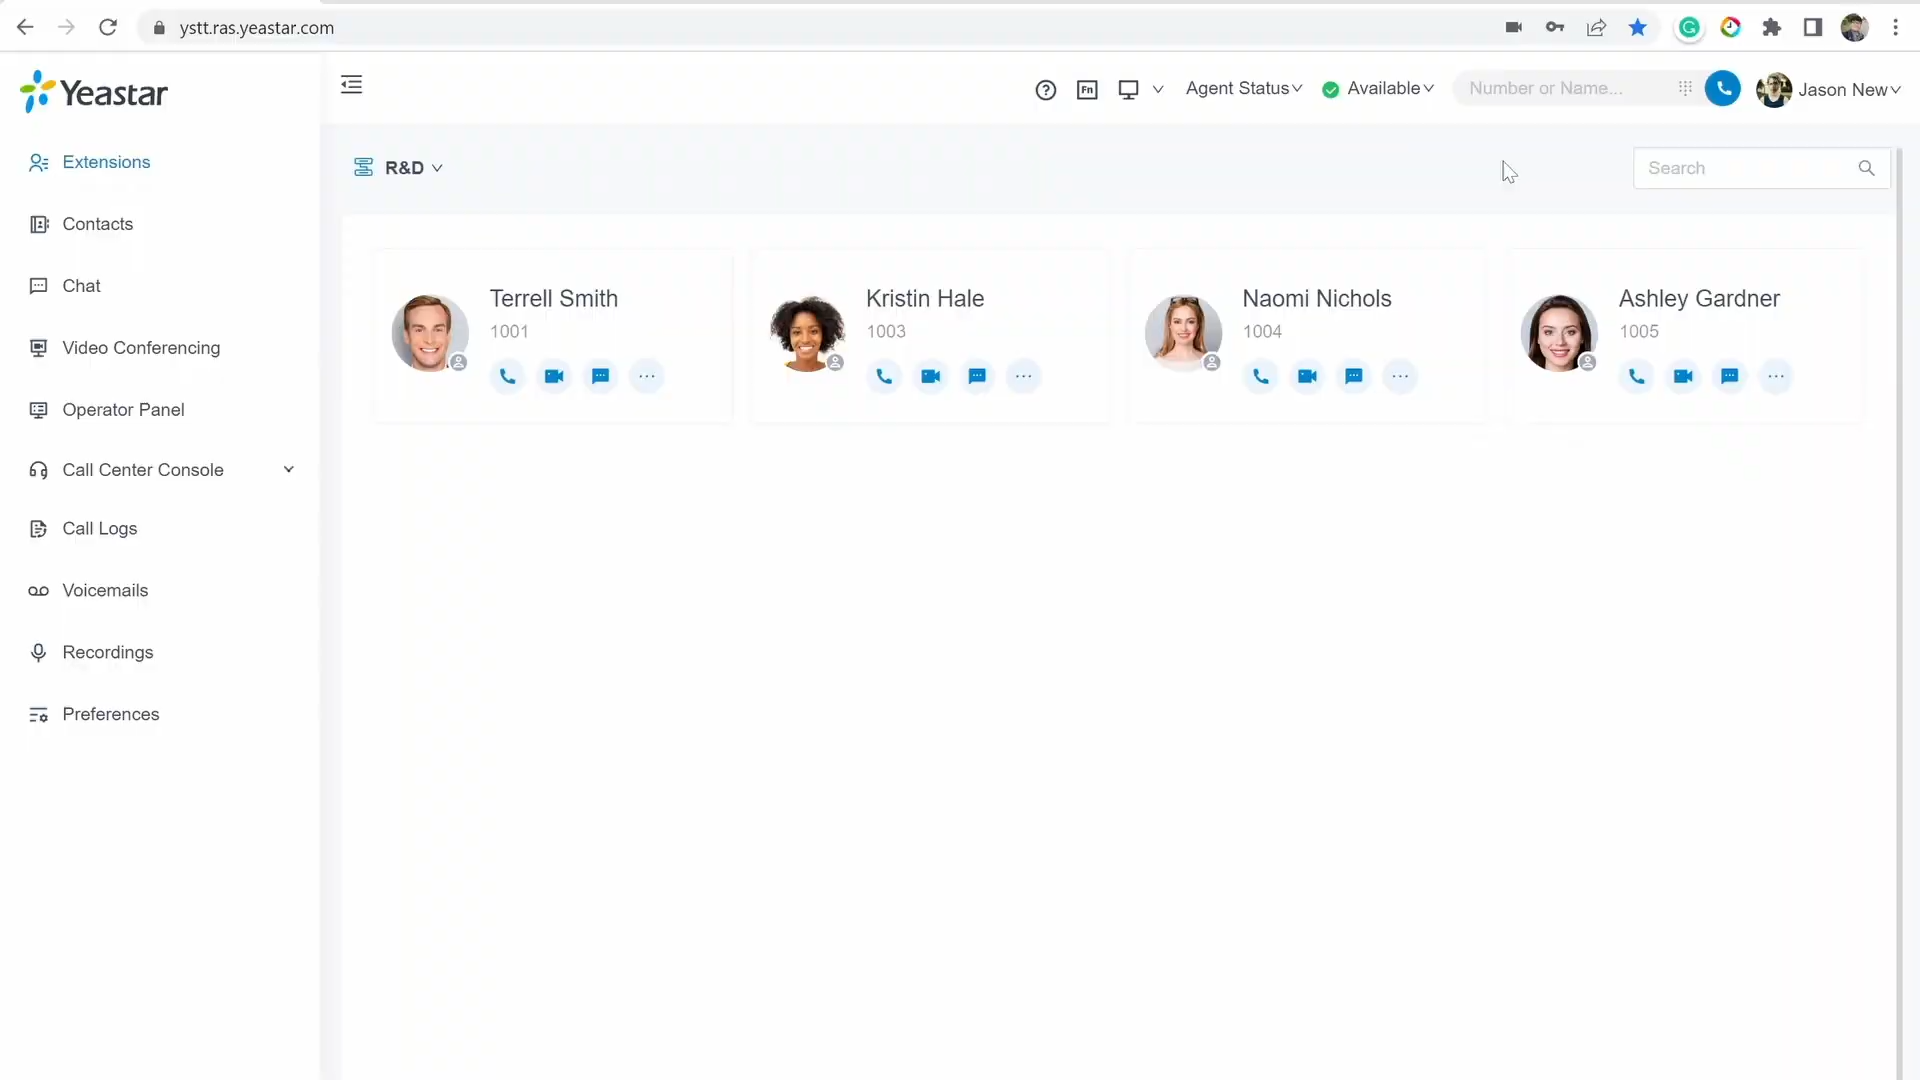 ystt.ras.yeastar.com
Yeastar
Fn
Agent Status
Available
Number or Name...
Jason New
Extensions
Contacts
Chat
Video Conferencing
Operator Panel
Call Center Console
Call Logs
Voicemails
Recordings
Preferences
R&D
Search
Terrell Smith
1001
Kristin Hale
1003
Naomi Nichols
1004
Ashley Gardner
1005